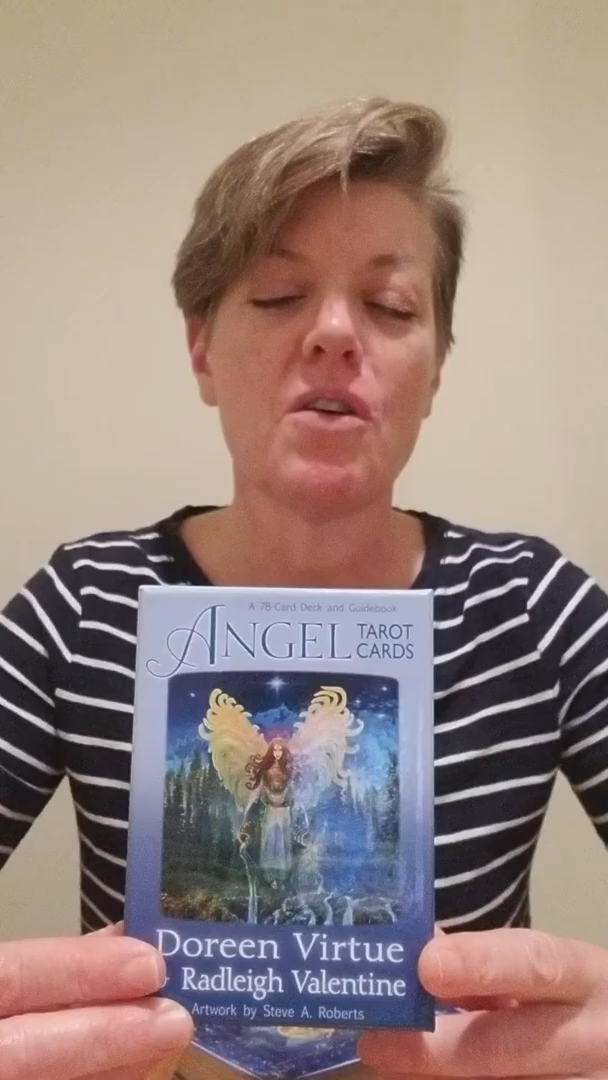 A 78-Card Deck and Guidebook
ANGEL TAROT CARDS
Doreen Virtue
& Radleigh Valentine
Artwork by Steve A. Roberts